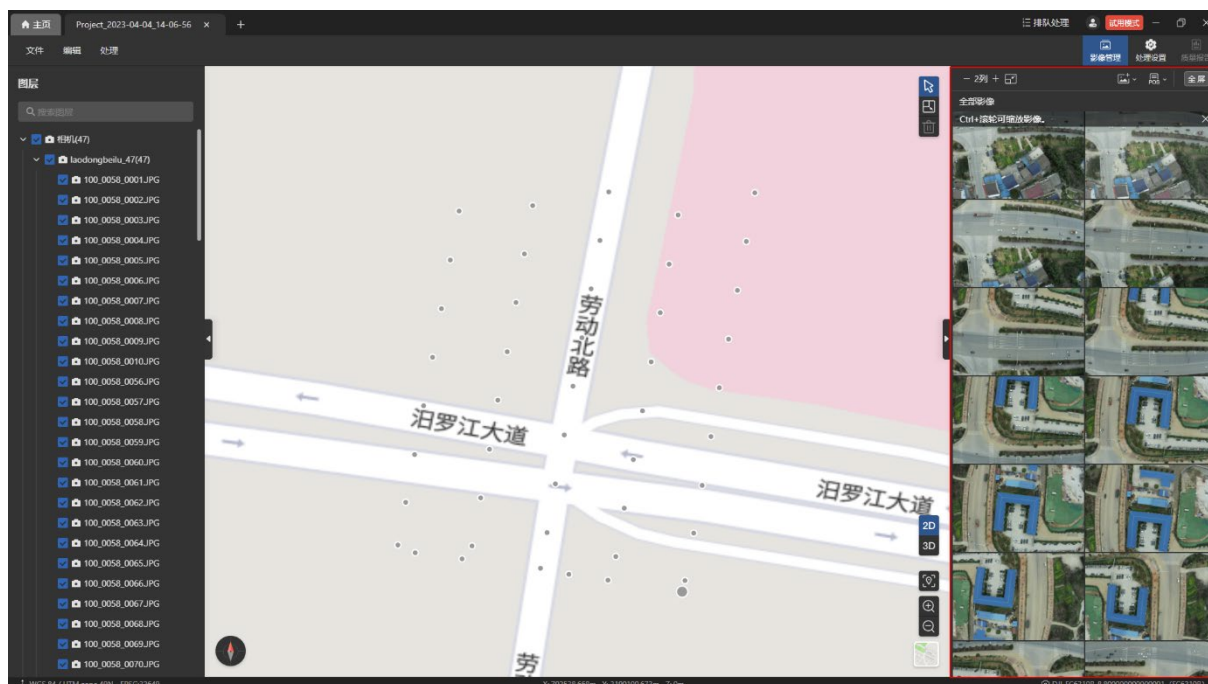 主页
Project_2023-04-04_14-06-56
排队处理
试用模式
文件
编辑
处理
影像管理
处理设置
质量报告
图层
搜索图层
相机(47)
laodongbeilu_47(47)
100_0058_0001.JPG
100_0058_0002.JPG
100_0058_0003.JPG
100_0058_0004.JPG
100_0058_0005.JPG
100_0058_0006.JPG
100_0058_0007.JPG
100_0058_0008.JPG
100_0058_0009.JPG
100_0058_0010.JPG
100_0058_0056.JPG
100_0058_0057.JPG
100_0058_0058.JPG
100_0058_0059.JPG
100_0058_0060.JPG
100_0058_0061.JPG
100_0058_0062.JPG
100_0058_0063.JPG
100_0058_0064.JPG
100_0058_0065.JPG
100_0058_0066.JPG
100_0058_0067.JPG
100_0058_0068.JPG
100_0058_0069.JPG
100_0058_0070.JPG
劳动北路
汨罗江大道
汨罗江大道
劳
2D
3D
2列
POS
全屏
全部影像
Ctrl+滚轮可缩放影像。